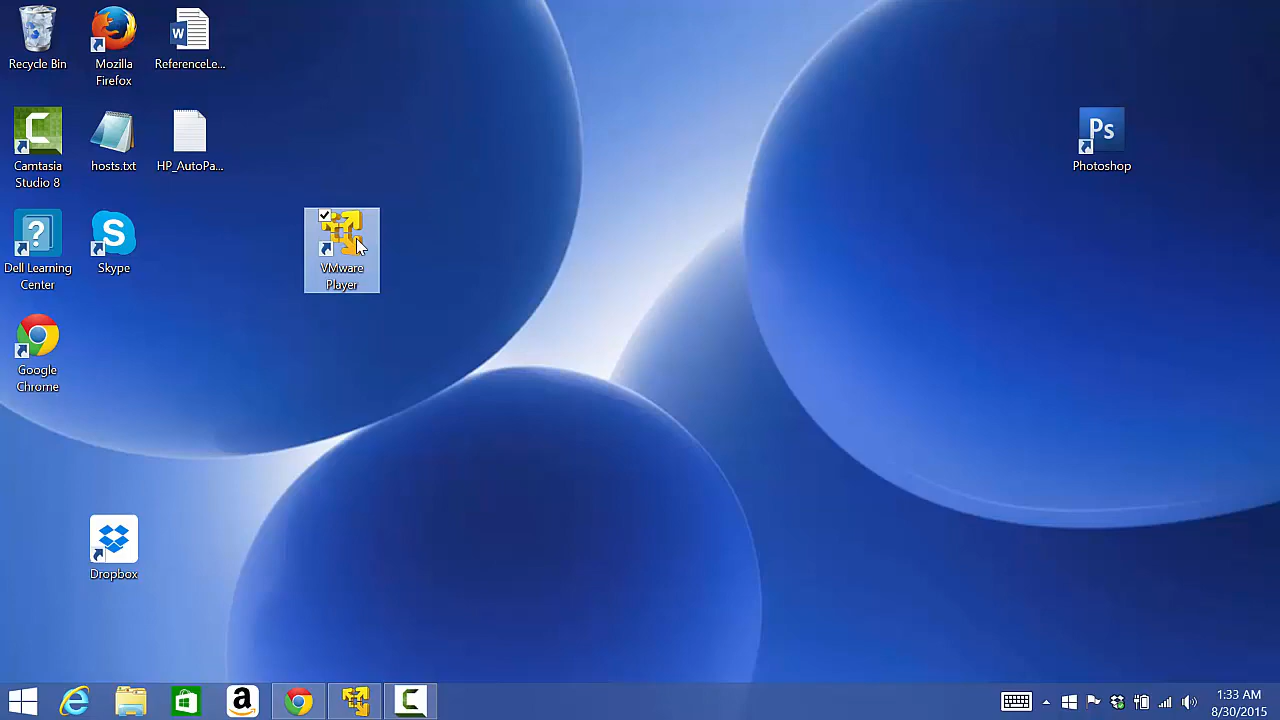 Recycle Bin
Mozilla
Firefox
W
ReferenceLe...
Camtasia
Studio 8
hosts.txt
HP_AutoPa...
Ps
Photoshop
Dell Learning
Center
Skype
VMware
Player
Google
Chrome
Dropbox
1:33 AM
8/30/2015